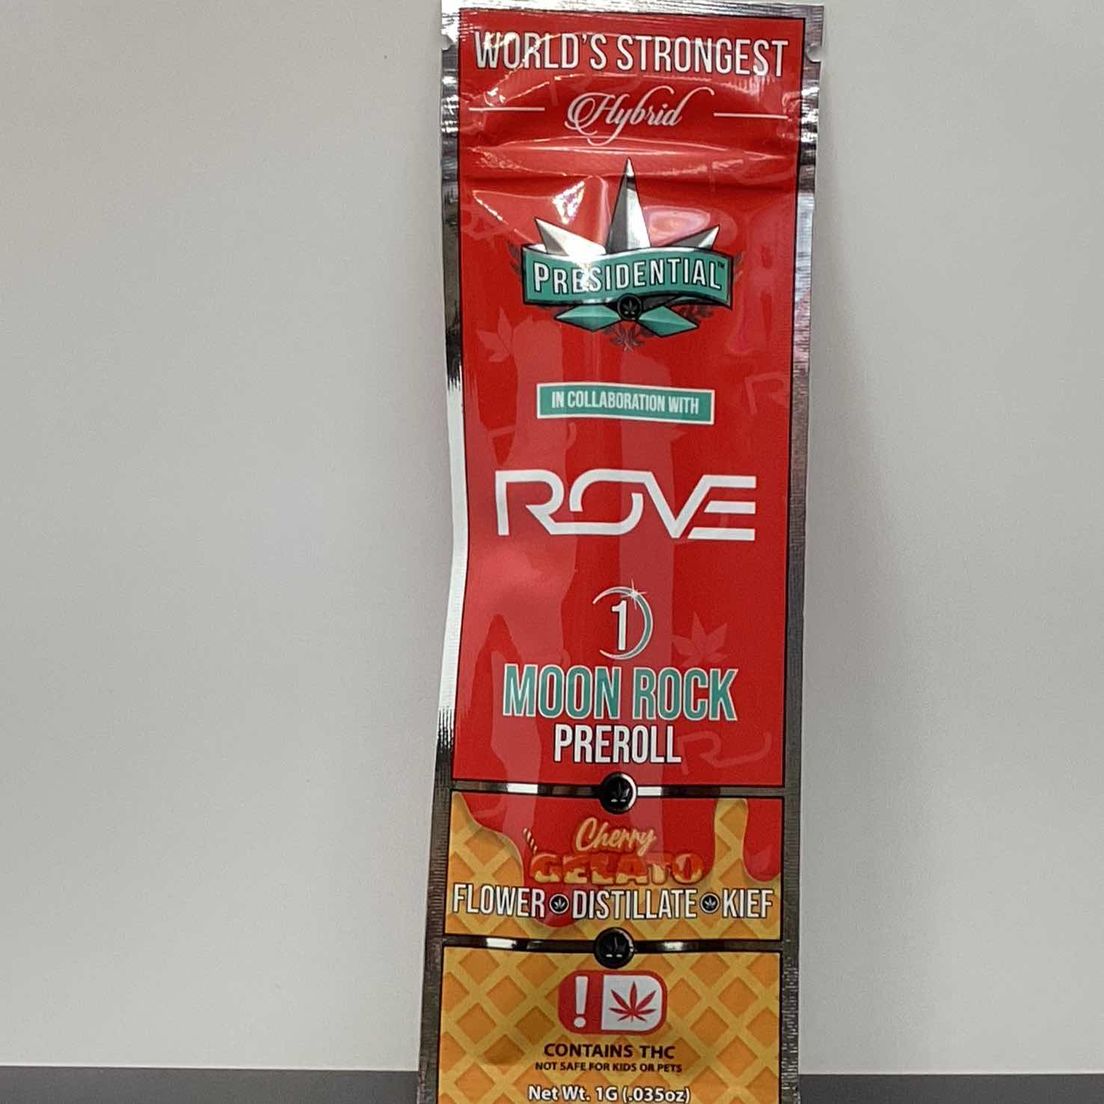 WORLD'S STRONGEST
Hybrid
PRESIDENTIAL™
IN COLLABORATION WITH
ROVE
1
MOON ROCK
PREROLL
Cherry
GELATO
FLOWER DISTILLATE KIEF
!
CONTAINS THC
NOT SAFE FOR KIDS OR PETS
Net Wt. 1G (.035oz)